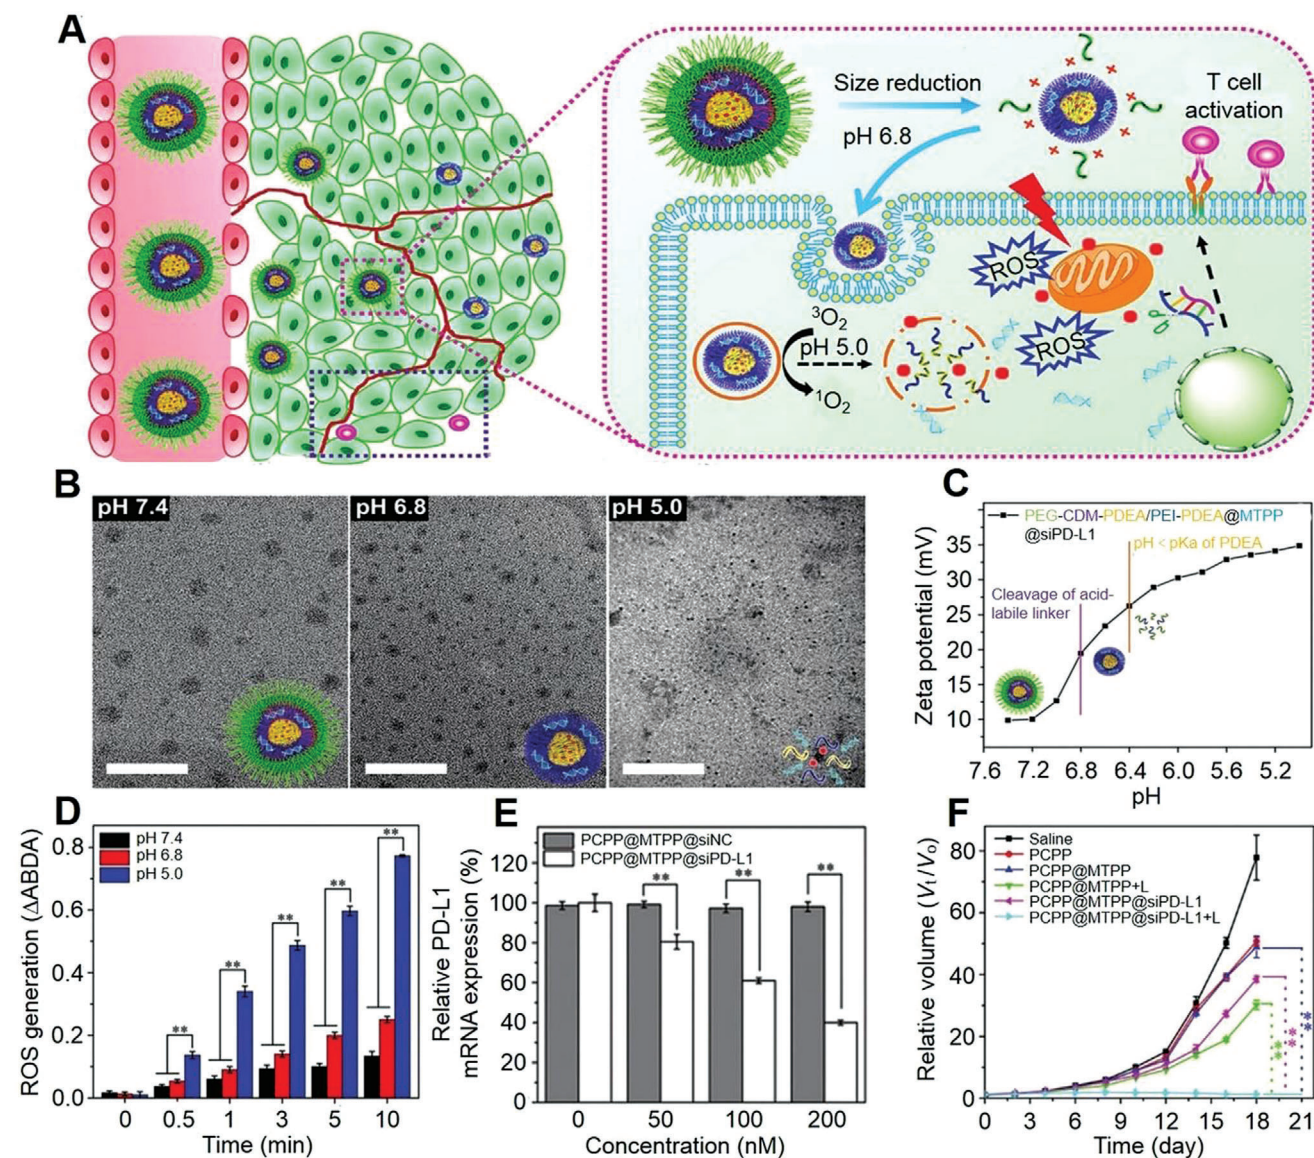 A
Size reduction
pH 6.8
T cell
activation
ROS
³O₂
pH 5.0
¹O₂
ROS
B
pH 7.4
pH 6.8
pH 5.0
C
PEG-CDM-PDEA/PEI-PDEA@MTPP
@siPD-L1
pH < pKa of PDEA
Cleavage of acid-
labile linker
Zeta potential (mV)
35
30
25
20
15
10
7.6 7.2 6.8 6.4 6.0 5.6 5.2
pH
D
ROS generation (ΔABDA)
pH 7.4
pH 6.8
pH 5.0
0.8
0.6
0.4
0.2
0.0
** ** ** ** **
0 0.5 1 3 5 10
Time (min)
E
Relative PD-L1
mRNA expression (%)
PCPP@MTPP@siNC
PCPP@MTPP@siPD-L1
120
100
80
60
40
20
0
** ** **
0 50 100 200
Concentration (nM)
F
Relative volume (Vt/Vo)
Saline
PCPP
PCPP@MTPP
PCPP@MTPP+L
PCPP@MTPP@siPD-L1
PCPP@MTPP@siPD-L1+L
80
60
40
20
0
** ** **
0 3 6 9 12 15 18 21
Time (day)